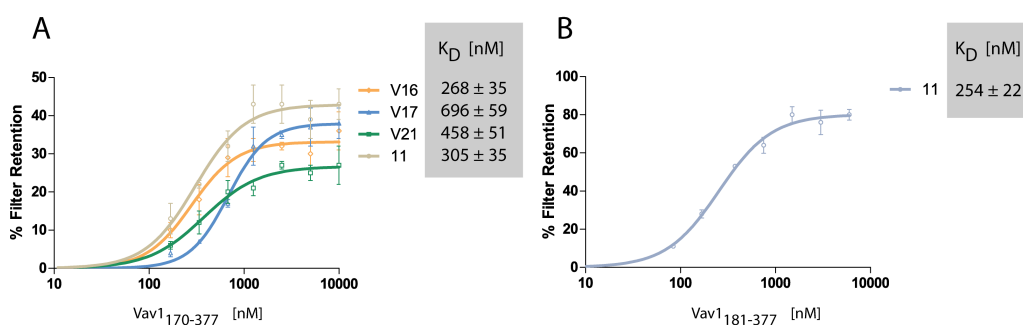 A
K_D [nM]
V16 268 ± 35
V17 696 ± 59
V21 458 ± 51
11 305 ± 35
% Filter Retention
50
40
30
20
10
0
10 100 1000 10000
Vav1_170-377 [nM]
B
K_D [nM]
11 254 ± 22
% Filter Retention
100
80
60
40
20
0
10 100 1000 10000
Vav1_181-377 [nM]